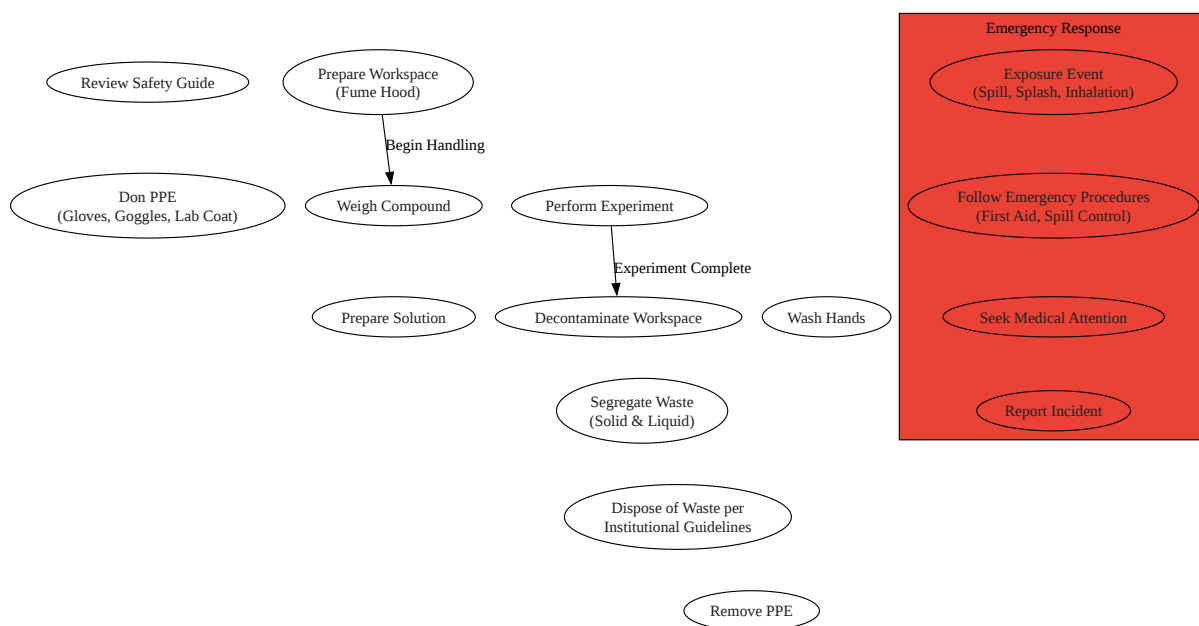 Emergency Response
Review Safety Guide
Prepare Workspace
(Fume Hood)
Exposure Event
(Spill, Splash, Inhalation)
Begin Handling
Don PPE
(Gloves, Goggles, Lab Coat)
Weigh Compound
Perform Experiment
Follow Emergency Procedures
(First Aid, Spill Control)
Experiment Complete
Prepare Solution
Decontaminate Workspace
Wash Hands
Seek Medical Attention
Segregate Waste
(Solid & Liquid)
Report Incident
Dispose of Waste per
Institutional Guidelines
Remove PPE